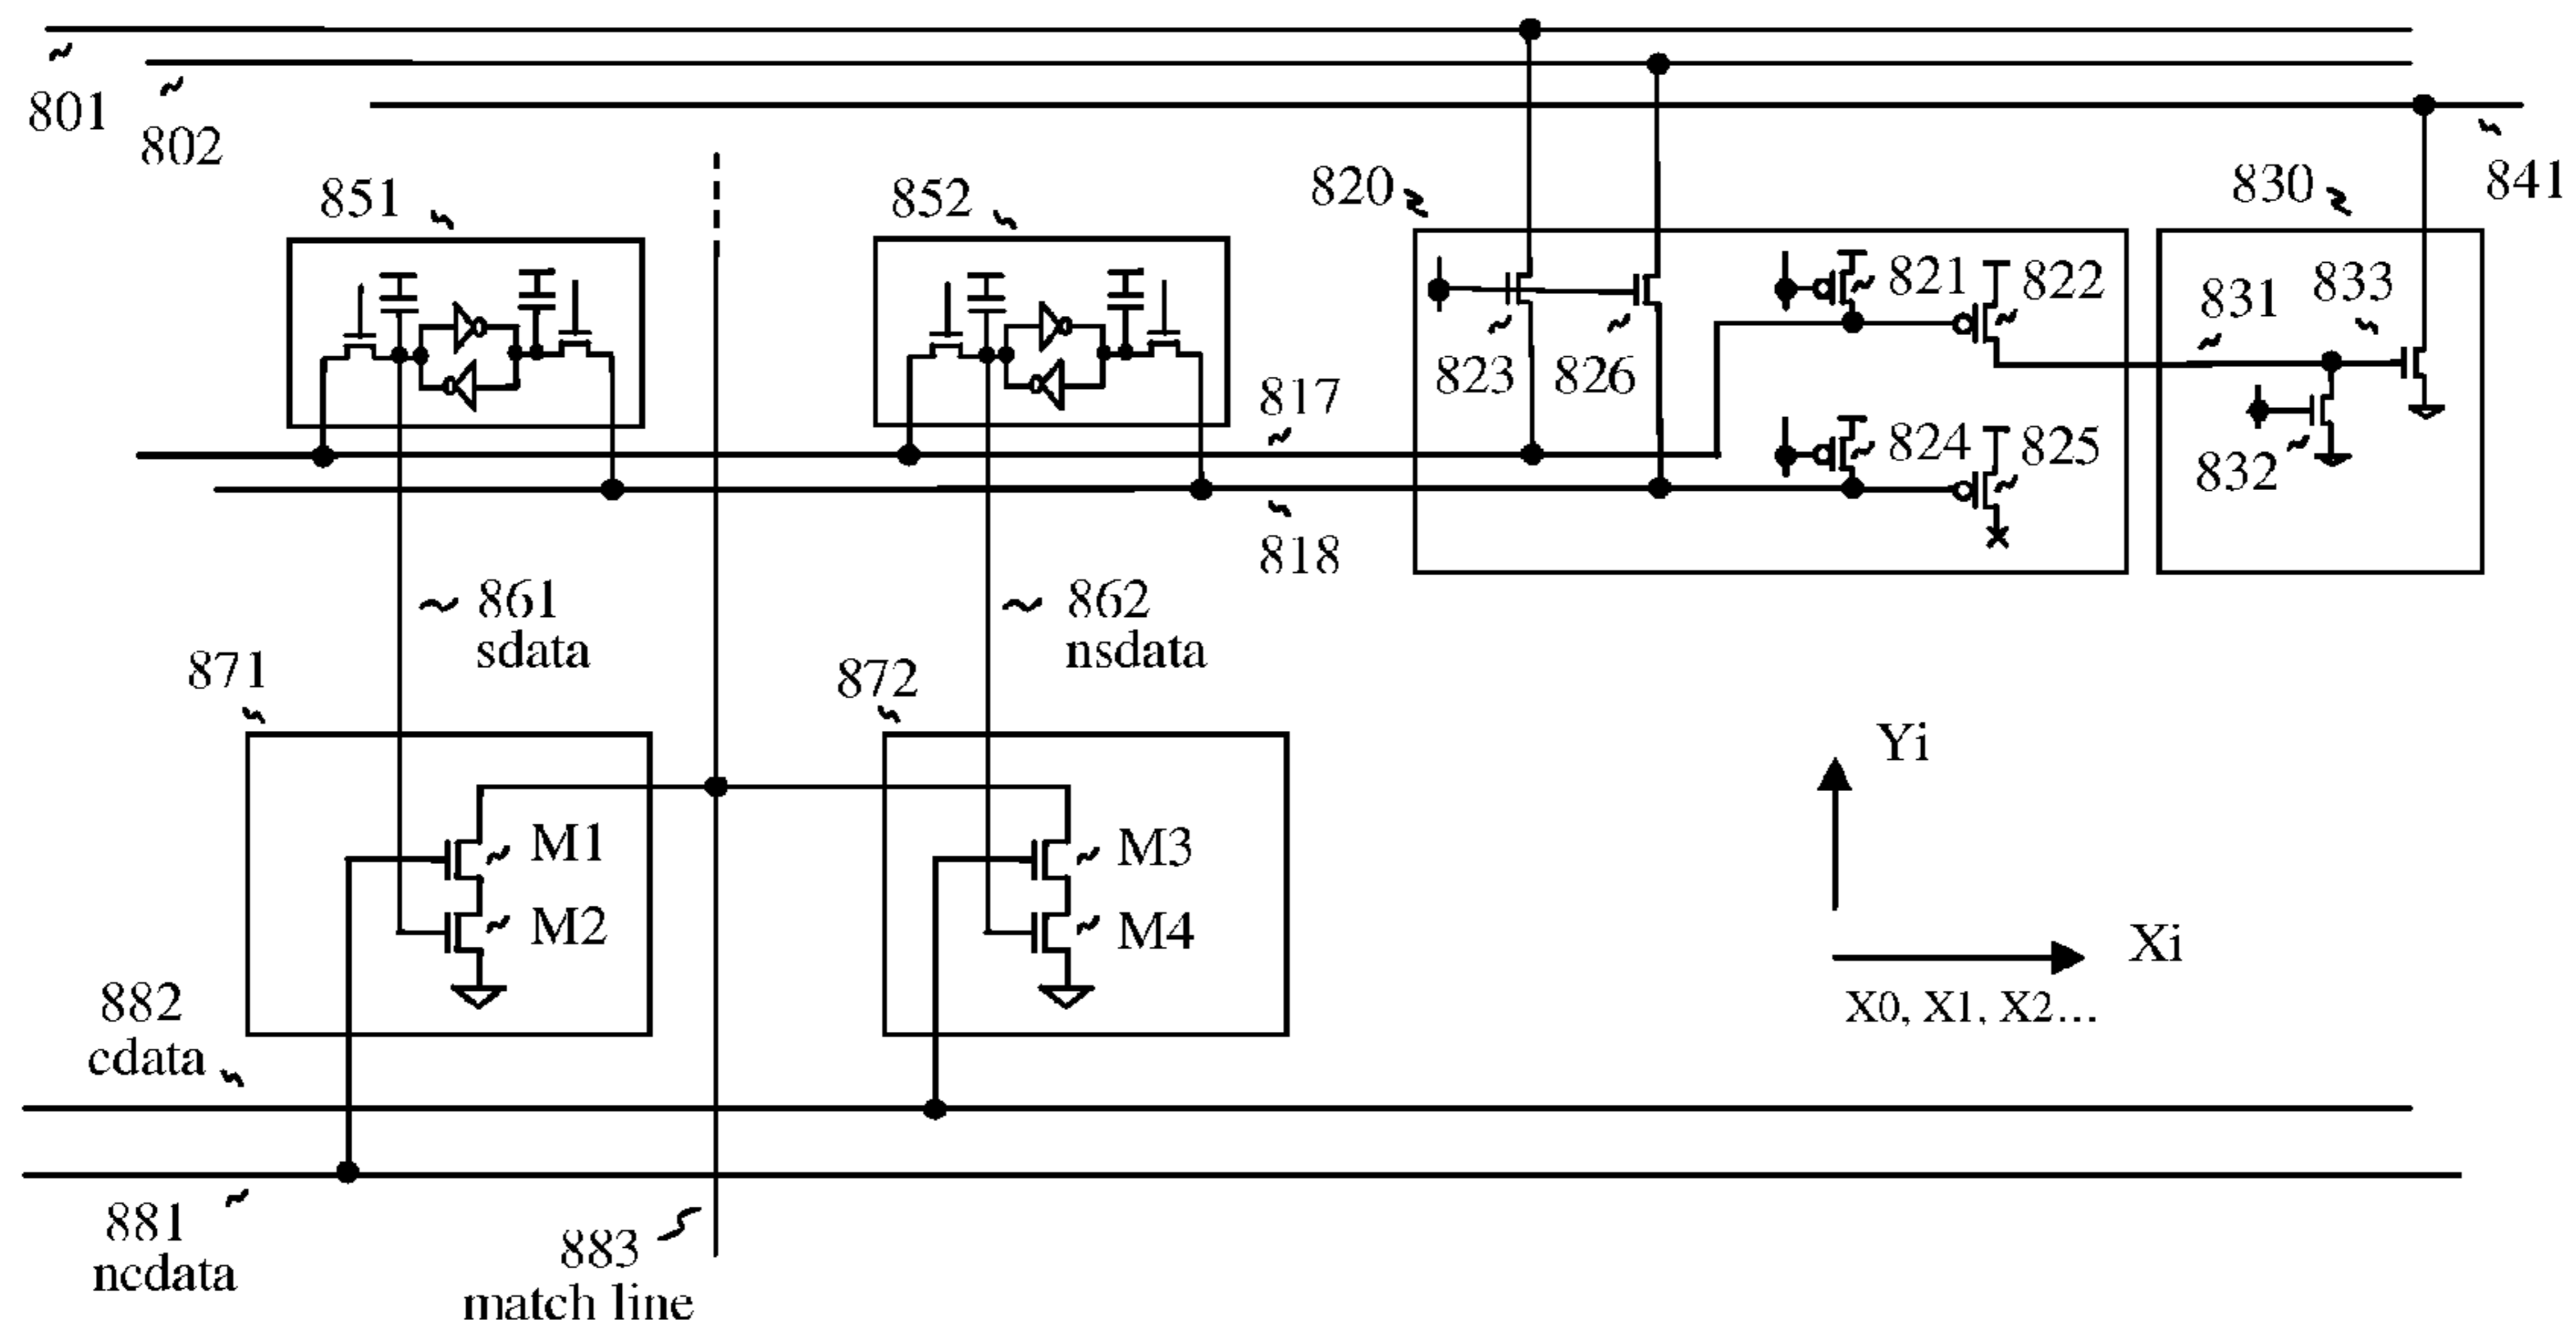 801
802
841
851
852
820
830
821
822
831
833
823
826
817
824
825
832
818
861
sdata
862
nsdata
871
872
Yi
M1
M3
M2
M4
Xi
X0, X1, X2...
882
cdata
881
ncdata
883
match line